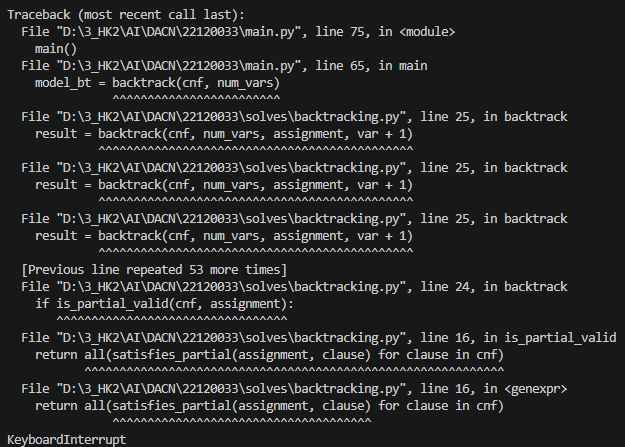 Traceback (most recent call last):
  File "D:\3_HK2\AI\DACN\22120033\main.py", line 75, in <module>
    main()
  File "D:\3_HK2\AI\DACN\22120033\main.py", line 65, in main
    model_bt = backtrack(cnf, num_vars)
               ^^^^^^^^^^^^^^^^^^^^^^^^
  File "D:\3_HK2\AI\DACN\22120033\solves\backtracking.py", line 25, in backtrack
    result = backtrack(cnf, num_vars, assignment, var + 1)
             ^^^^^^^^^^^^^^^^^^^^^^^^^^^^^^^^^^^^^^^^^^^^^
  File "D:\3_HK2\AI\DACN\22120033\solves\backtracking.py", line 25, in backtrack
    result = backtrack(cnf, num_vars, assignment, var + 1)
             ^^^^^^^^^^^^^^^^^^^^^^^^^^^^^^^^^^^^^^^^^^^^^
  File "D:\3_HK2\AI\DACN\22120033\solves\backtracking.py", line 25, in backtrack
    result = backtrack(cnf, num_vars, assignment, var + 1)
             ^^^^^^^^^^^^^^^^^^^^^^^^^^^^^^^^^^^^^^^^^^^^^
  [Previous line repeated 53 more times]
  File "D:\3_HK2\AI\DACN\22120033\solves\backtracking.py", line 24, in backtrack
    if is_partial_valid(cnf, assignment):
       ^^^^^^^^^^^^^^^^^^^^^^^^^^^^^^^^^
  File "D:\3_HK2\AI\DACN\22120033\solves\backtracking.py", line 16, in is_partial_valid
    return all(satisfies_partial(assignment, clause) for clause in cnf)
           ^^^^^^^^^^^^^^^^^^^^^^^^^^^^^^^^^^^^^^^^^^^^^^^^^^^^^^^^^^^^
  File "D:\3_HK2\AI\DACN\22120033\solves\backtracking.py", line 16, in <genexpr>
    return all(satisfies_partial(assignment, clause) for clause in cnf)
               ^^^^^^^^^^^^^^^^^^^^^^^^^^^^^^^^^^^^^
KeyboardInterrupt